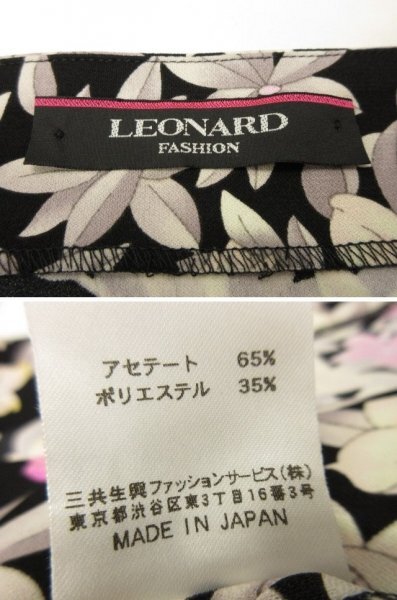 LEONARD
FASHION
アセテート 65%
ポリエステル 35%
三共生興ファッションサービス(株)
東京都渋谷区東3丁目16番3号
MADE IN JAPAN